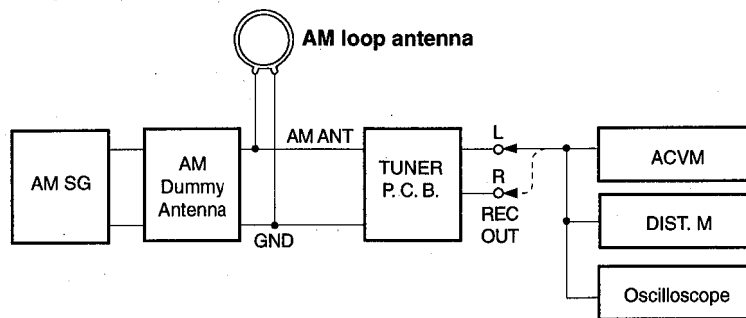 AM loop antenna
AM SG
AM
Dummy
Antenna
AM ANT
GND
TUNER
P. C. B.
L
R
REC
OUT
ACVM
DIST. M
Oscilloscope